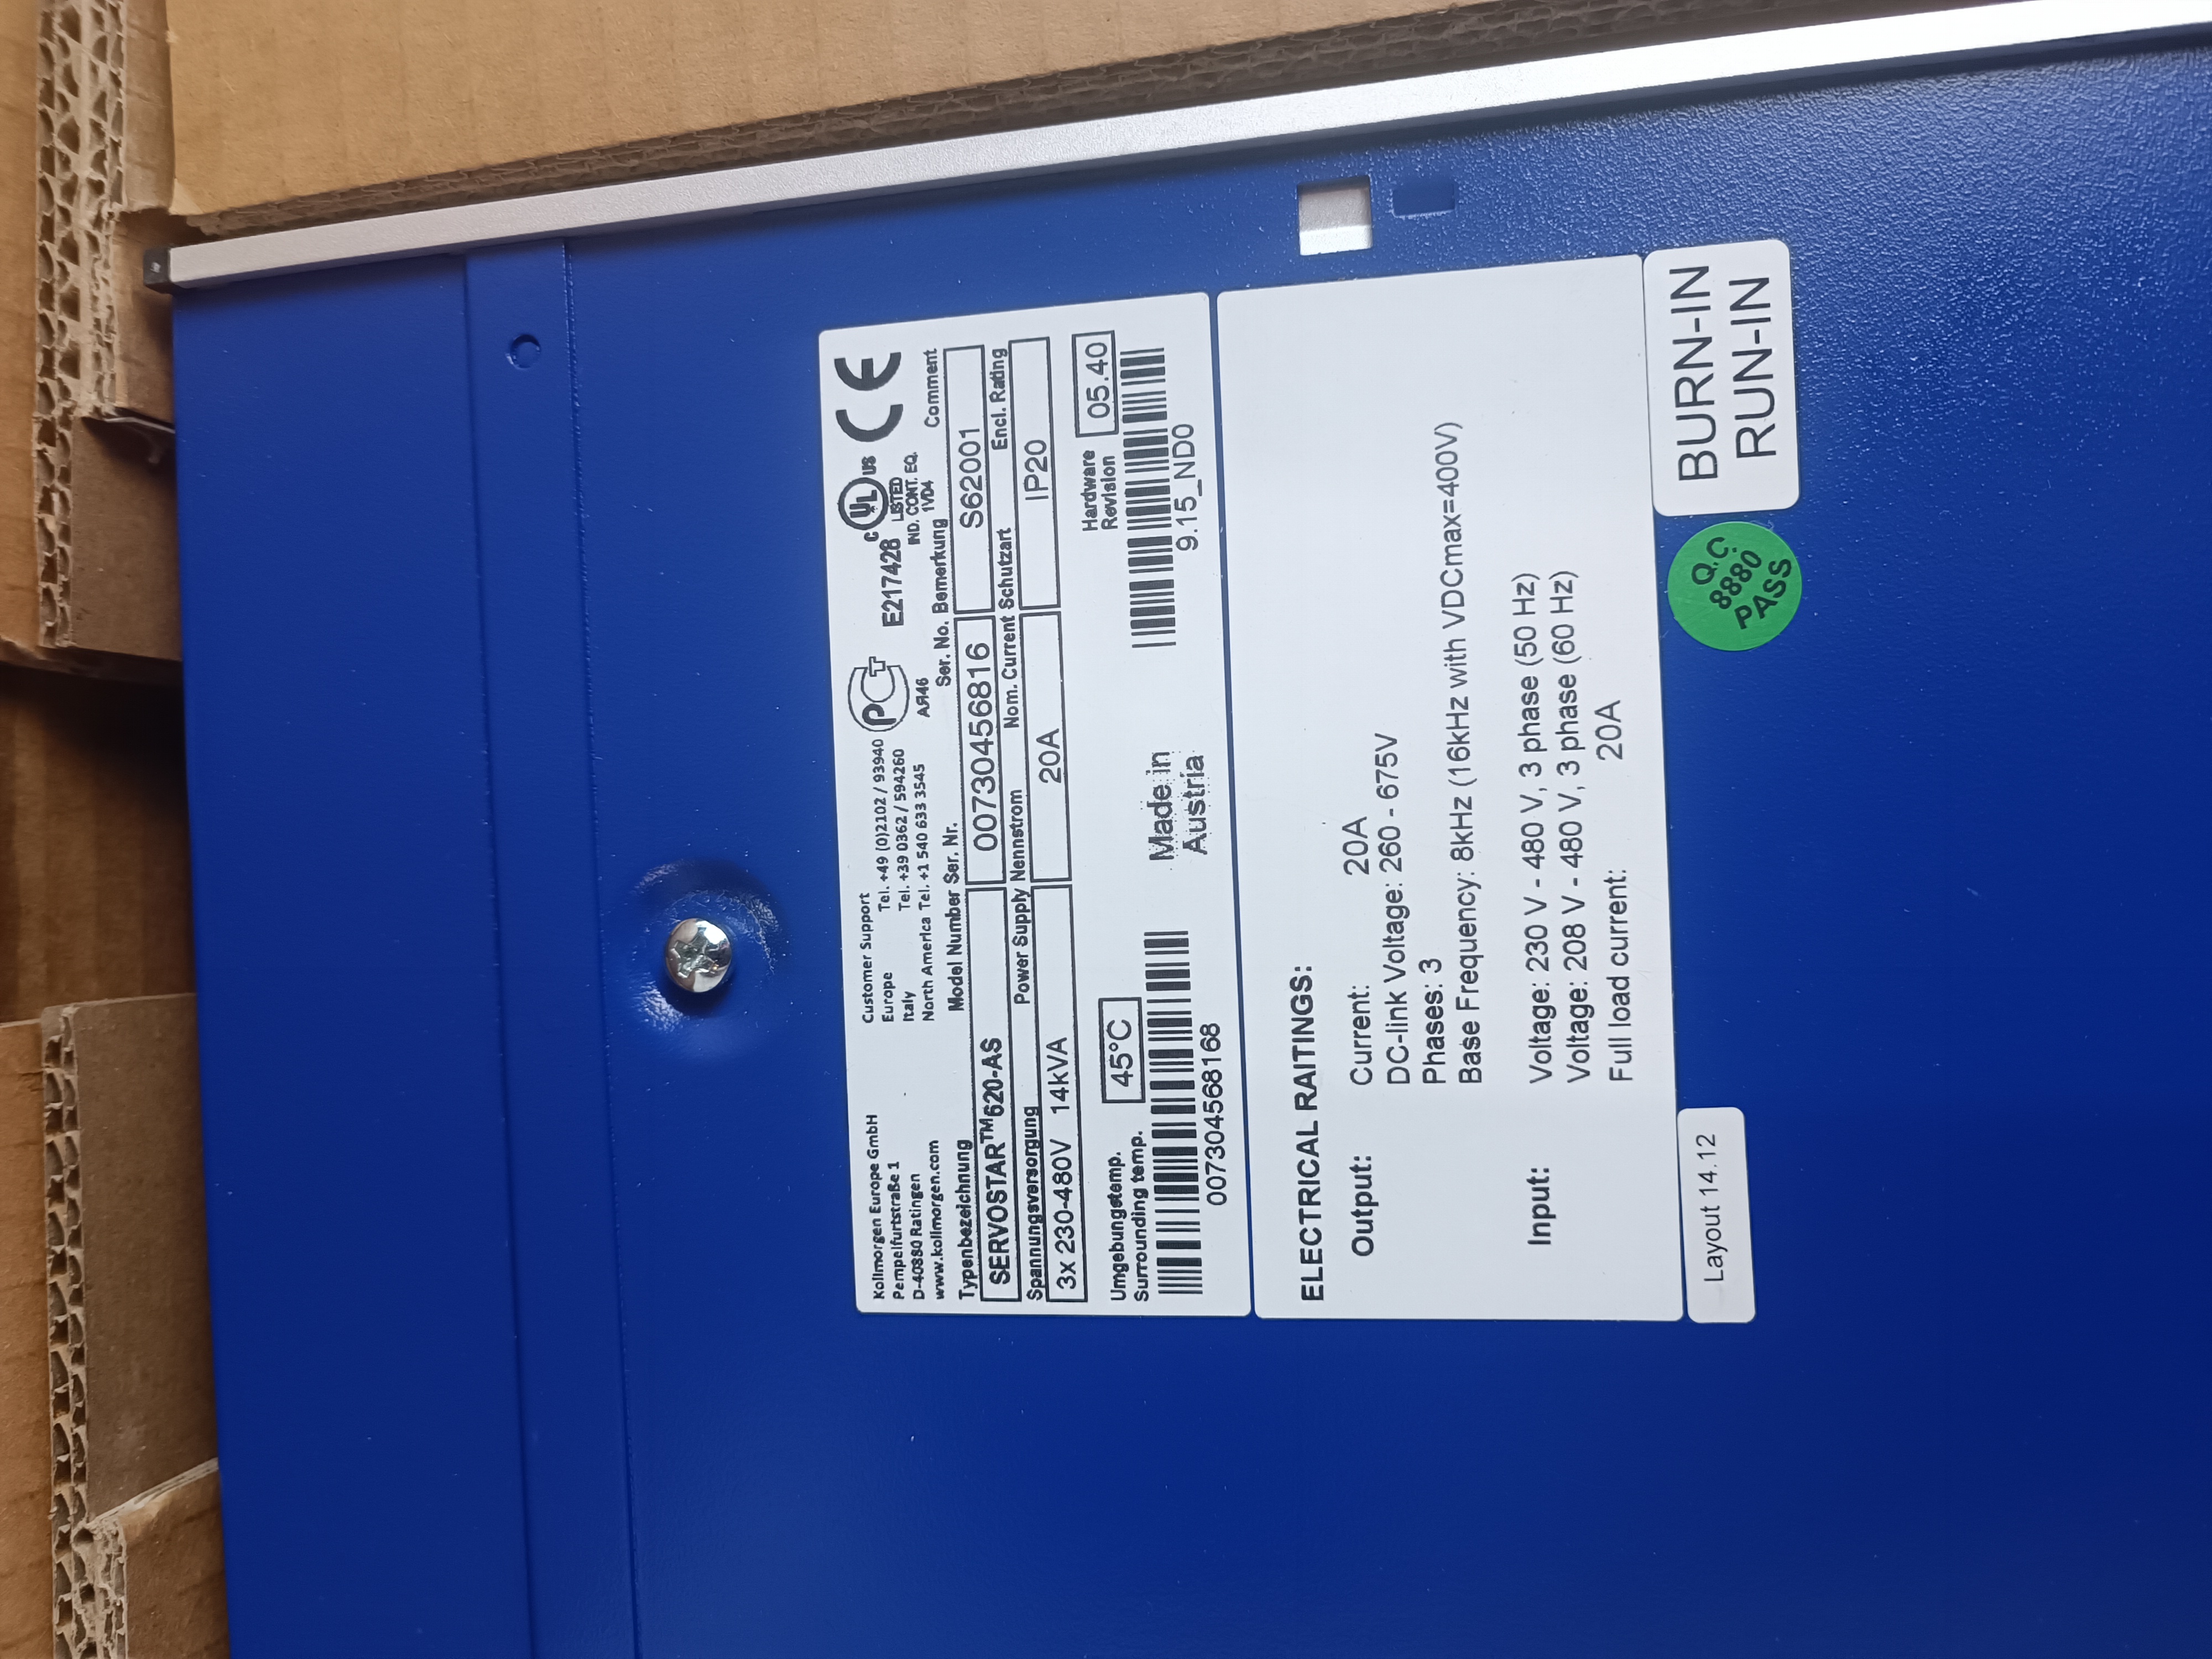 Kollmorgen Europe GmbH
Pempelfurtstraße 1
D-40880 Ratingen
www.kollmorgen.com
Customer Support
Europe Tel. +49 (0)2102 / 93940
Italy Tel. +39 0362 / 594260
North America Tel. +1 540 633 3545
PCT
АЯ46
E217428
c UL us
LISTED
IND. CONT. EQ.
1VD4
CE
Typenbezeichnung Model Number Ser. Nr. Ser. No. Bemerkung Comment
SERVOSTAR™620-AS 00730456816 S62001
Spannungsversorgung Power Supply Nennstrom Nom. Current Schutzart Encl. Rating
3x 230-480V 14kVA 20A IP20
Umgebungstemp.
Surrounding temp.
45°C
Hardware
Revision
05.40
007304568168
Made in
Austria
9.15_ND0
ELECTRICAL RAITINGS:
Output: Current: 20A
DC-link Voltage: 260 - 675V
Phases: 3
Base Frequency: 8kHz (16kHz with VDCmax=400V)
Input: Voltage: 230 V - 480 V, 3 phase (50 Hz)
Voltage: 208 V - 480 V, 3 phase (60 Hz)
Full load current: 20A
Layout 14.12
Q.C.
8880
PASS
BURN-IN
RUN-IN